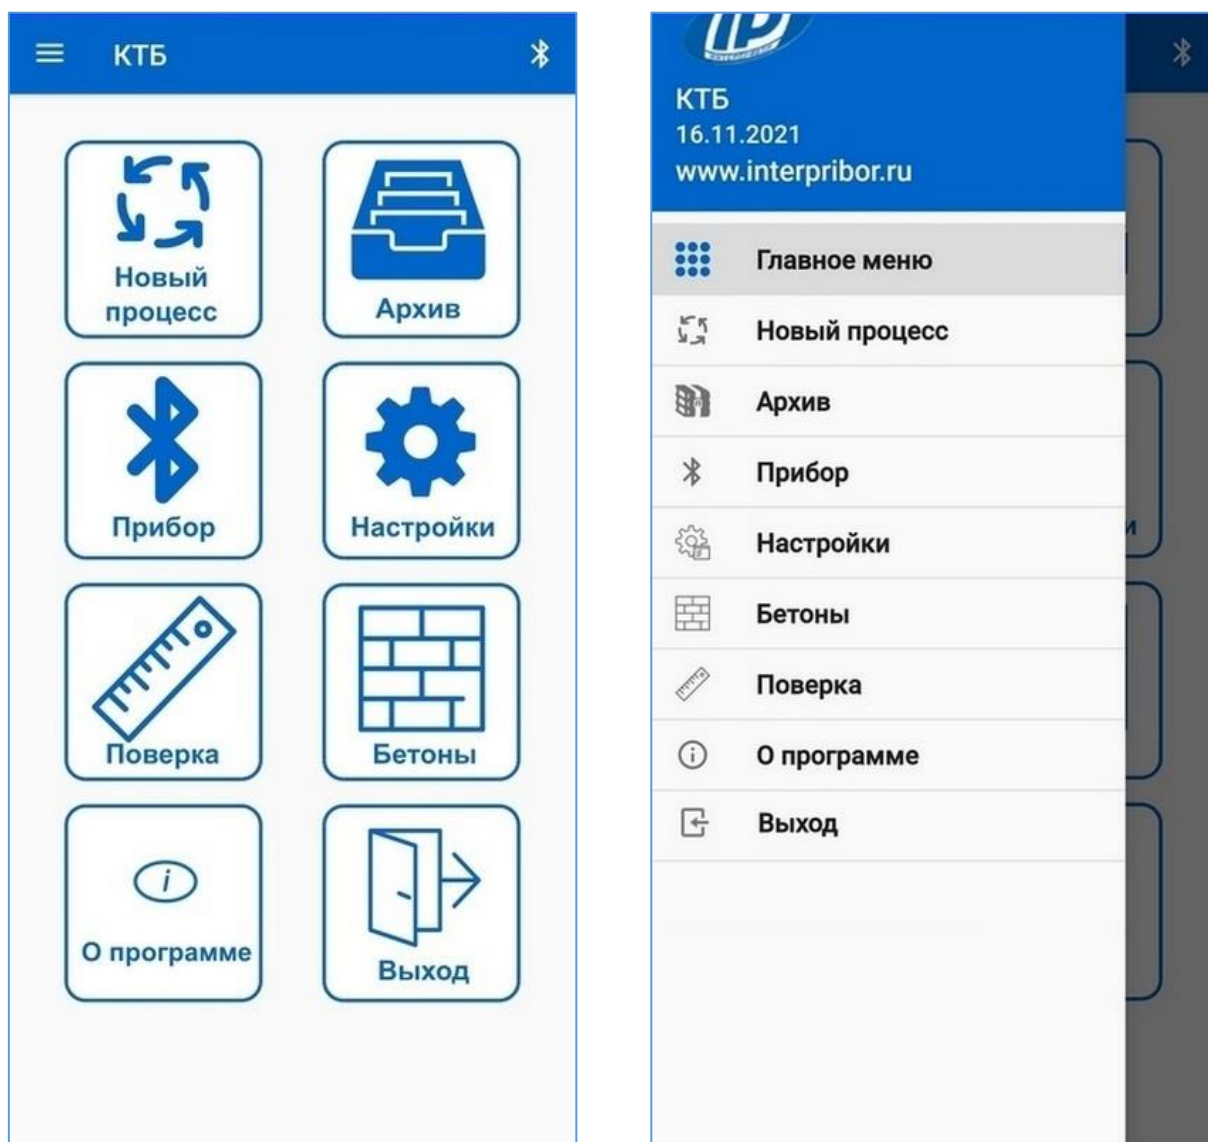 КТБ
Новый
процесс
Архив
Прибор
Настройки
Поверка
Бетоны
О программе
Выход
КТБ
16.11.2021
www.interpribor.ru
Главное меню
Новый процесс
Архив
Прибор
Настройки
Бетоны
Поверка
О программе
Выход